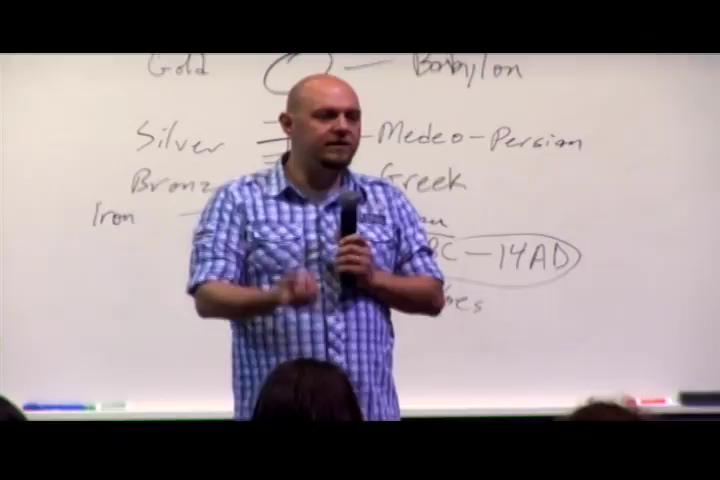 Gold — Babylon
Silver — Medeo-Persian
Bronz Greek
Iron —
BC — 14AD